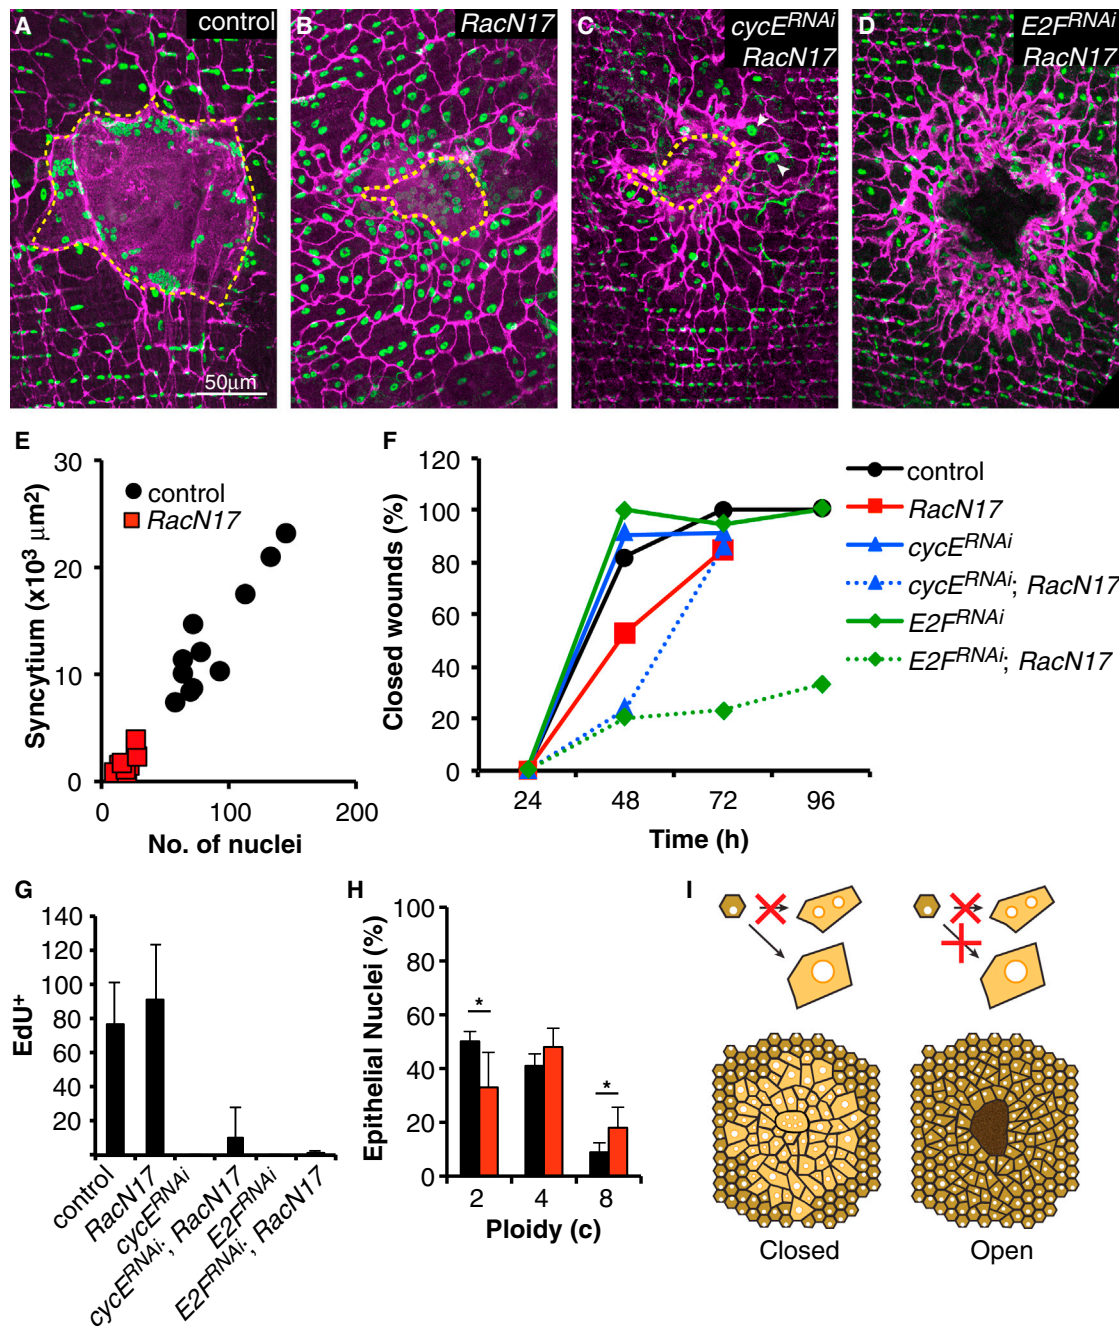 A control
B RacN17
C cycE^RNAi
RacN17
D E2F^RNAi
RacN17
50μm
E
30
20
10
0
Syncytium (x10³ μm²)
control
RacN17
0 100 200
No. of nuclei
F
120
100
80
60
40
20
0
Closed wounds (%)
24 48 72 96
Time (h)
control
RacN17
cycE^RNAi
cycE^RNAi; RacN17
E2F^RNAi
E2F^RNAi; RacN17
G
140
120
100
80
60
40
20
EdU⁺
control
RacN17
cycE^RNAi
cycE^RNAi; RacN17
E2F^RNAi
E2F^RNAi; RacN17
H
100
80
60
40
20
0
Epithelial Nuclei (%)
* *
2 4 8
Ploidy (c)
I
Closed Open